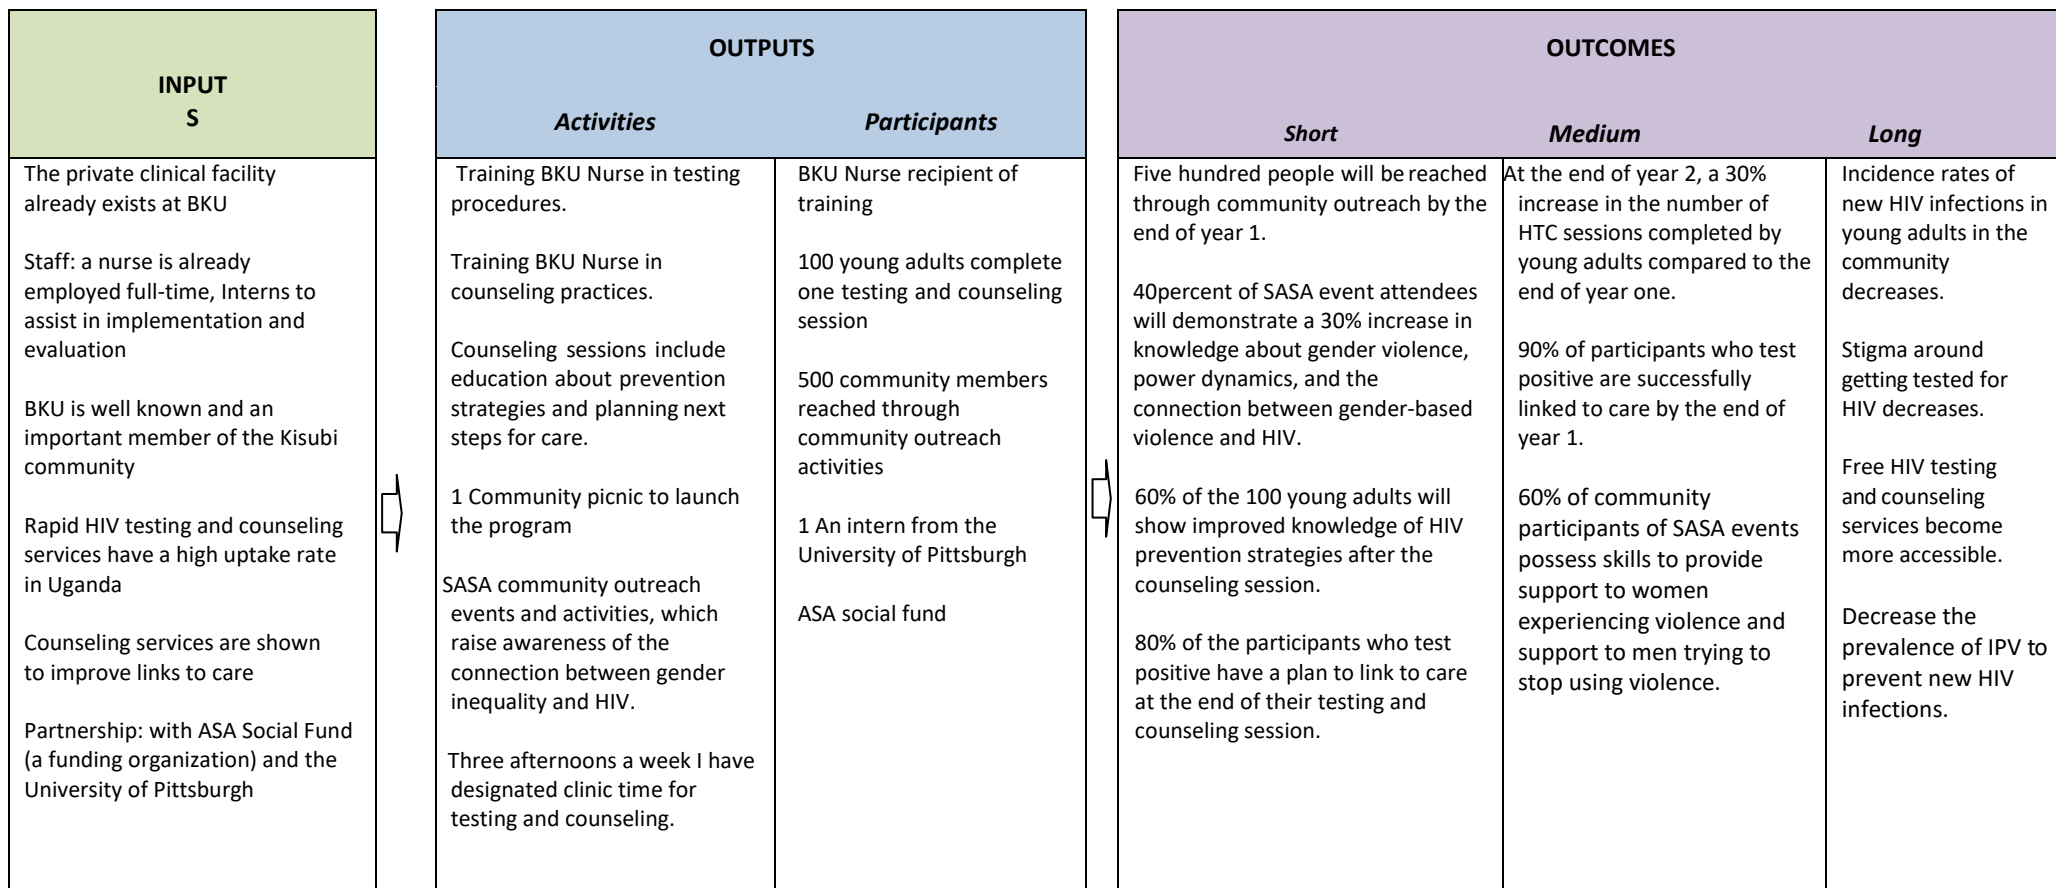 INPUT
S
OUTPUTS
Activities
Participants
OUTCOMES
Short
Medium
Long
The private clinical facility
already exists at BKU
Staff: a nurse is already
employed full-time, Interns to
assist in implementation and
evaluation
BKU is well known and an
important member of the Kisubi
community
Rapid HIV testing and counseling
services have a high uptake rate
in Uganda
Counseling services are shown
to improve links to care
Partnership: with ASA Social Fund
(a funding organization) and the
University of Pittsburgh
Training BKU Nurse in testing
procedures.
Training BKU Nurse in
counseling practices.
Counseling sessions include
education about prevention
strategies and planning next
steps for care.
1 Community picnic to launch
the program
SASA community outreach
events and activities, which
raise awareness of the
connection between gender
inequality and HIV.
Three afternoons a week I have
designated clinic time for
testing and counseling.
BKU Nurse recipient of
training
100 young adults complete
one testing and counseling
session
500 community members
reached through
community outreach
activities
1 An intern from the
University of Pittsburgh
ASA social fund
Five hundred people will be reached
through community outreach by the
end of year 1.
40percent of SASA event attendees
will demonstrate a 30% increase in
knowledge about gender violence,
power dynamics, and the
connection between gender-based
violence and HIV.
60% of the 100 young adults will
show improved knowledge of HIV
prevention strategies after the
counseling session.
80% of the participants who test
positive have a plan to link to care
at the end of their testing and
counseling session.
At the end of year 2, a 30%
increase in the number of
HTC sessions completed by
young adults compared to the
end of year one.
90% of participants who test
positive are successfully
linked to care by the end of
year 1.
60% of community
participants of SASA events
possess skills to provide
support to women
experiencing violence and
support to men trying to
stop using violence.
Incidence rates of
new HIV infections in
young adults in the
community
decreases.
Stigma around
getting tested for
HIV decreases.
Free HIV testing
and counseling
services become
more accessible.
Decrease the
prevalence of IPV to
prevent new HIV
infections.